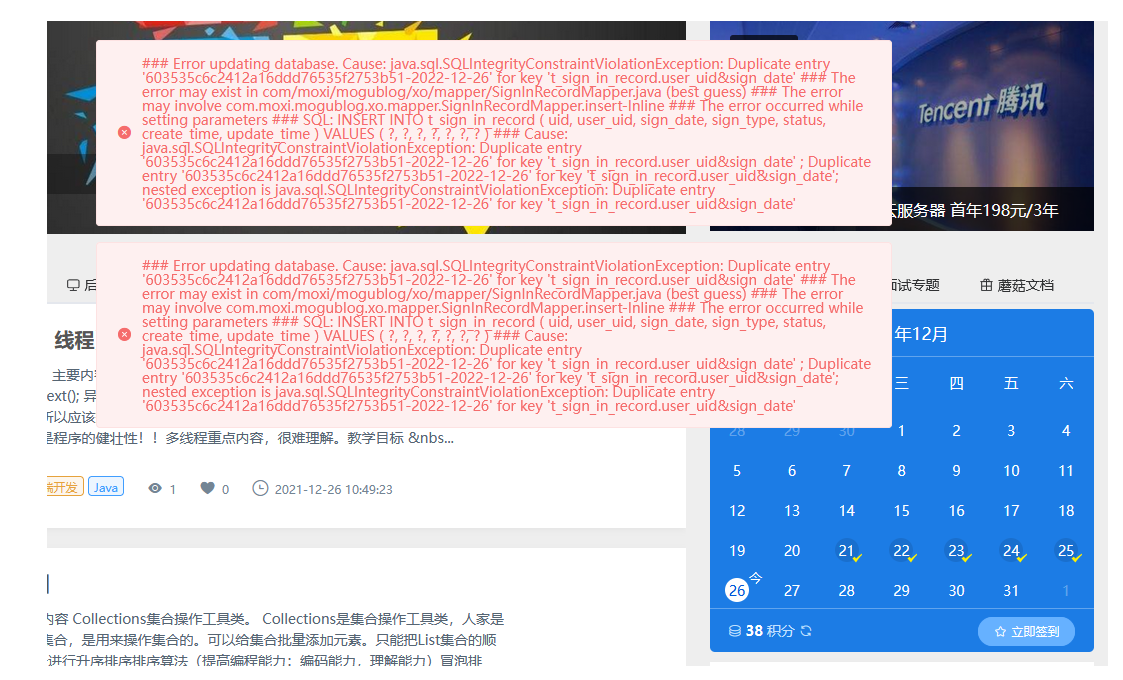 ### Error updating database. Cause: java.sql.SQLIntegrityConstraintViolationException: Duplicate entry
'603535c6c2412a16ddd76535f2753b51-2022-12-26' for key 't_sign_in_record.user_uid&sign_date' ### The
error may exist in com/moxi/mogublog/xo/mapper/SignInRecordMapper.java (best guess) ### The error
may involve com.moxi.mogublog.xo.mapper.SignInRecordMapper.insert-Inline ### The error occurred while
setting parameters ### SQL: INSERT INTO t_sign_in_record ( uid, user_uid, sign_date, sign_type, status,
create_time, update_time ) VALUES ( ?, ?, ?, ?, ?, ?, ? ) ### Cause:
java.sql.SQLIntegrityConstraintViolationException: Duplicate entry
'603535c6c2412a16ddd76535f2753b51-2022-12-26' for key 't_sign_in_record.user_uid&sign_date' ; Duplicate
entry '603535c6c2412a16ddd76535f2753b51-2022-12-26' for key 't_sign_in_record.user_uid&sign_date';
nested exception is java.sql.SQLIntegrityConstraintViolationException: Duplicate entry
'603535c6c2412a16ddd76535f2753b51-2022-12-26' for key 't_sign_in_record.user_uid&sign_date'
Tencent 腾讯
云服务器 首年198元/3年
### Error updating database. Cause: java.sql.SQLIntegrityConstraintViolationException: Duplicate entry
'603535c6c2412a16ddd76535f2753b51-2022-12-26' for key 't_sign_in_record.user_uid&sign_date' ### The
error may exist in com/moxi/mogublog/xo/mapper/SignInRecordMapper.java (best guess) ### The error
may involve com.moxi.mogublog.xo.mapper.SignInRecordMapper.insert-Inline ### The error occurred while
setting parameters ### SQL: INSERT INTO t_sign_in_record ( uid, user_uid, sign_date, sign_type, status,
create_time, update_time ) VALUES ( ?, ?, ?, ?, ?, ?, ? ) ### Cause:
java.sql.SQLIntegrityConstraintViolationException: Duplicate entry
'603535c6c2412a16ddd76535f2753b51-2022-12-26' for key 't_sign_in_record.user_uid&sign_date' ; Duplicate
entry '603535c6c2412a16ddd76535f2753b51-2022-12-26' for key 't_sign_in_record.user_uid&sign_date';
nested exception is java.sql.SQLIntegrityConstraintViolationException: Duplicate entry
'603535c6c2412a16ddd76535f2753b51-2022-12-26' for key 't_sign_in_record.user_uid&sign_date'
后 面试专题 蘑菇文档
线程
主要内容
ext(); 异
所以应该
是程序的健壮性！！多线程重点内容，很难理解。教学目标 &nbs...
端开发 Java 1 0 2021-12-26 10:49:23
内容 Collections集合操作工具类。 Collections是集合操作工具类，人家是
集合，是用来操作集合的。可以给集合批量添加元素。只能把List集合的顺
进行升序排序排序算法（提高编程能力：编码能力，理解能力）冒泡排
年12月
三 四 五 六
28 29 30 1 2 3 4
5 6 7 8 9 10 11
12 13 14 15 16 17 18
19 20 21 22 23 24 25
今
26 27 28 29 30 31 1
38 积分 立即签到